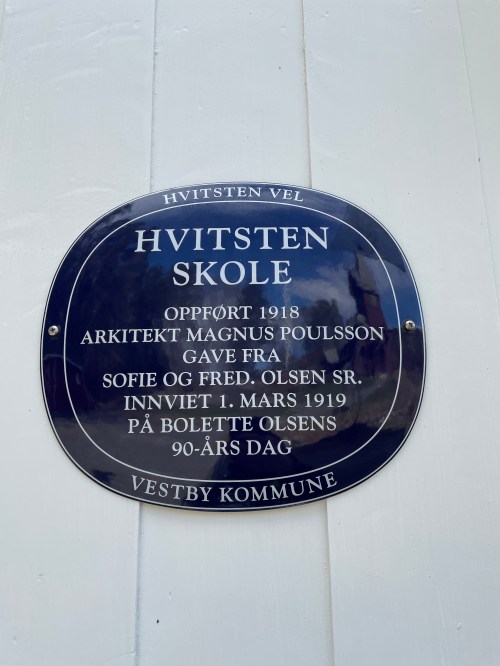 HVITSTEN VEL
HVITSTEN
SKOLE
OPPFØRT 1918
ARKITEKT MAGNUS POULSSON
GAVE FRA
SOFIE OG FRED. OLSEN SR.
INNVIET 1. MARS 1919
PÅ BOLETTE OLSENS
90-ÅRS DAG
VESTBY KOMMUNE